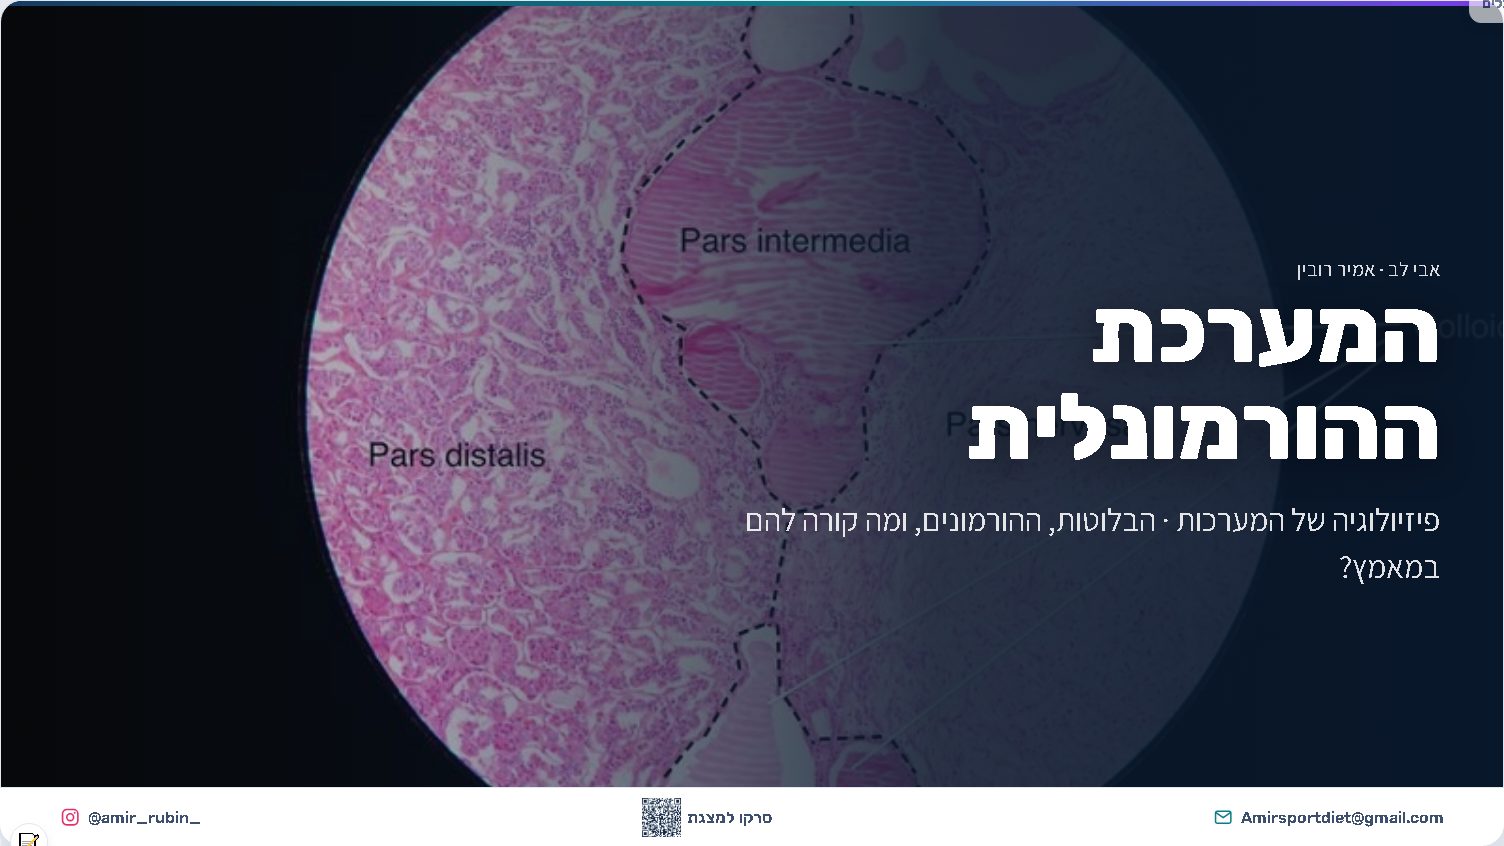 Pars intermedia
אבי לב · אמיר רובין
המערכת
ההורמונלית
Pars distalis
פיזיולוגיה של המערכות · הבלוטות, ההורמונים, ומה קורה להם
במאמץ?
@amir_rubin_
סרקו למצגת
Amirsportdiet@gmail.com